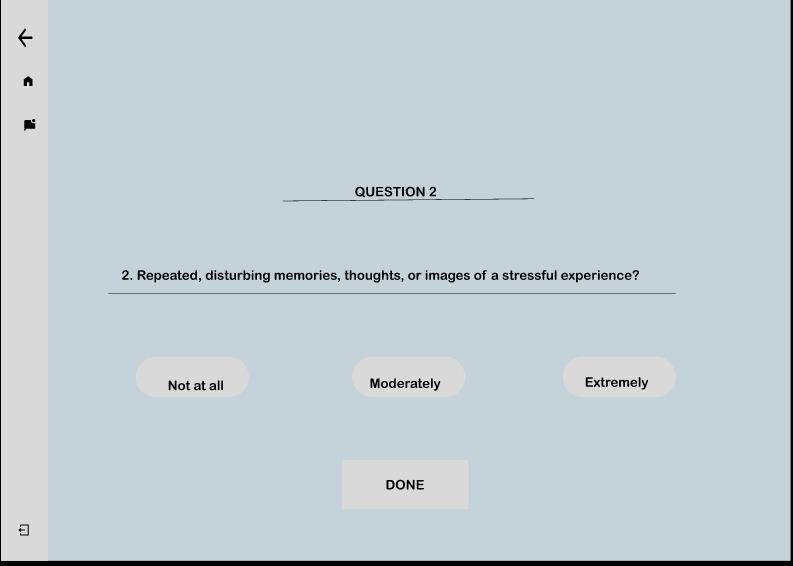 QUESTION 2
2. Repeated, disturbing memories, thoughts, or images of a stressful experience?
Not at all
Moderately
Extremely
DONE